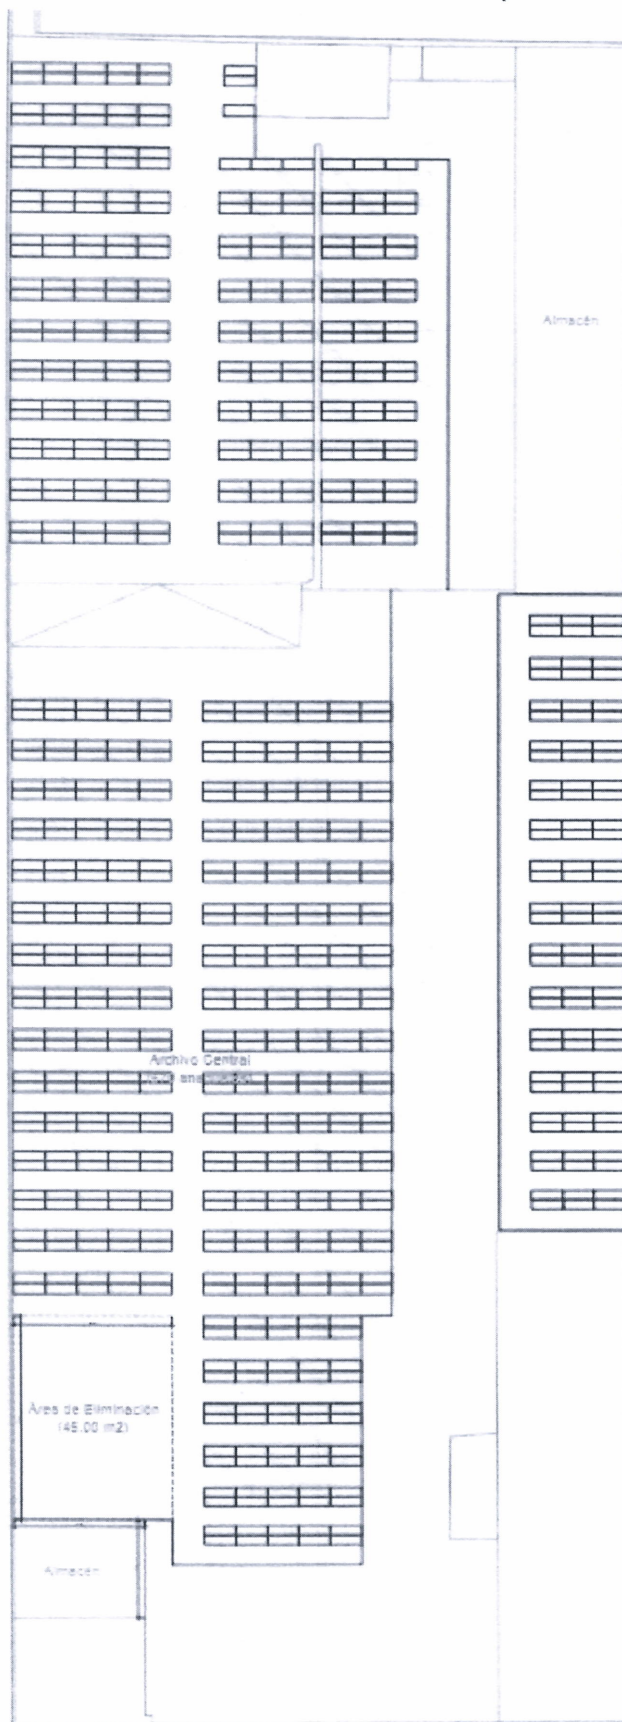 Almacén
Archivo Central
Área de Eliminación
(45.00 m2)
Almacén